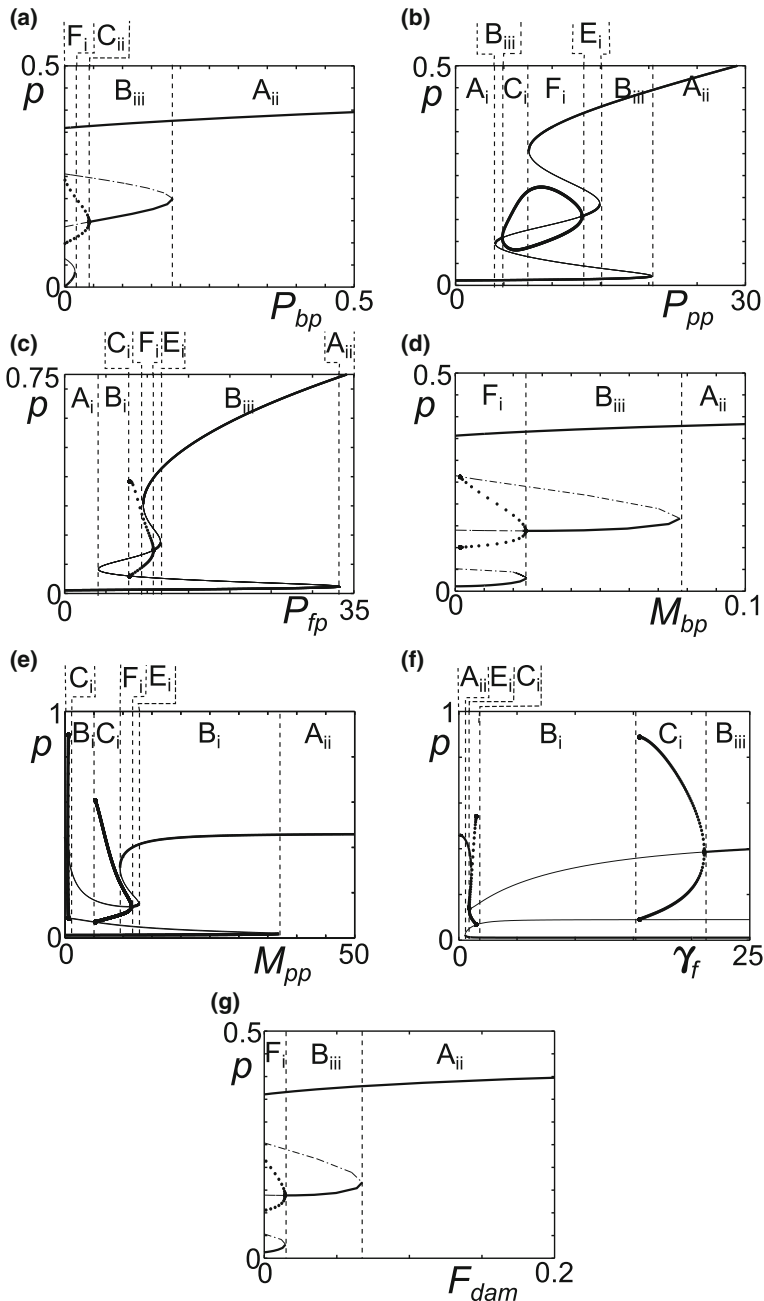 (a)
F_i C_ii
0.5
p
B_iii A_ii
0
0 P_bp 0.5
(b)
B_iii E_i
0.5
p
A_i C_i F_i B_iii A_ii
0
0 P_pp 30
(c)
C_i F_i E_i A_ii
0.75
p
A_i B_i B_iii
0
0 P_fp 35
(d)
0.5
p
F_i B_iii A_ii
0
0 M_bp 0.1
(e)
C_i F_i E_i
1
p
B_i C_i B_i A_ii
0
0 M_pp 50
(f)
A_ii E_i C_i
1
p
B_i C_i B_iii
0
0 γ_f 25
(g)
0.5
p
F_i B_iii A_ii
0
0 F_dam 0.2